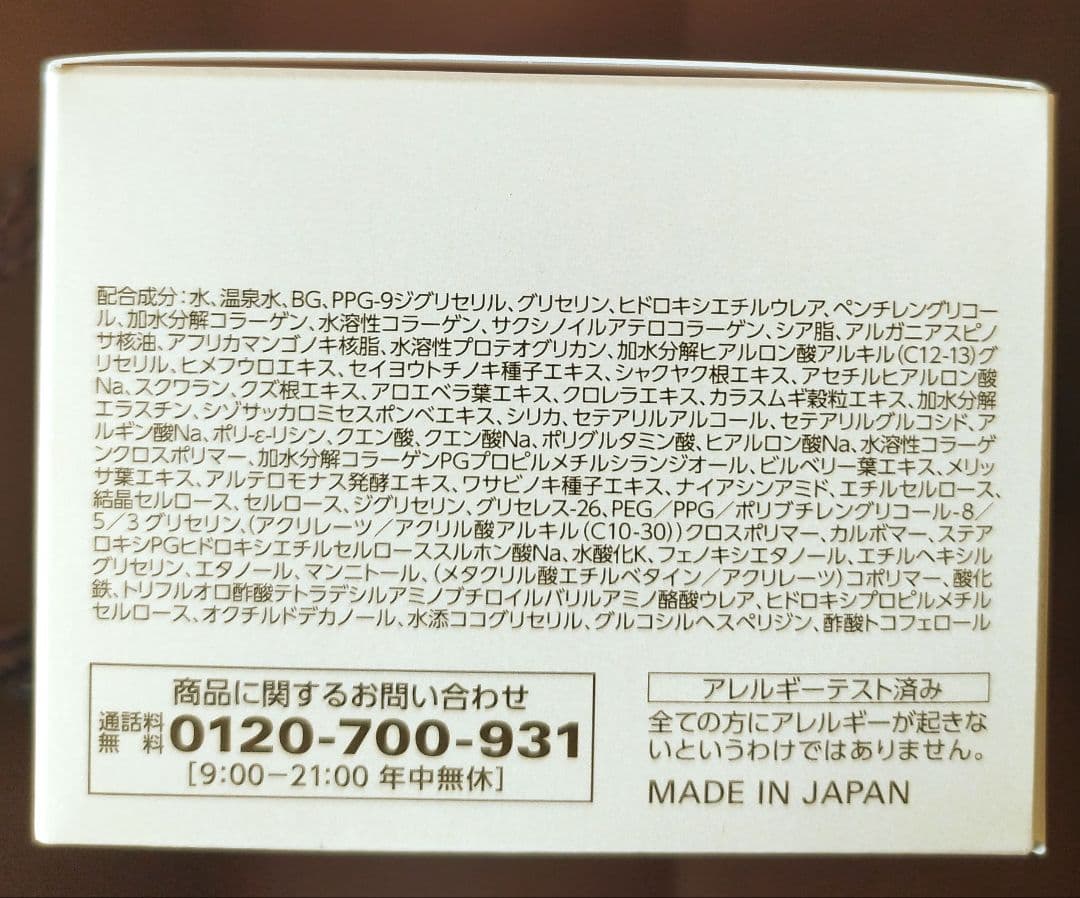 配合成分：水、温泉水、BG、PPG-9ジグリセリル、グリセリン、ヒドロキシエチルウレア、ペンチレングリコー
ル、加水分解コラーゲン、水溶性コラーゲン、サクシノイルアテロコラーゲン、シア脂、アルガニアスピノ
サ核油、アフリカマンゴノキ核脂、水溶性プロテオグリカン、加水分解ヒアルロン酸アルキル(C12-13)グ
リセリル、ヒメフウロエキス、セイヨウトチノキ種子エキス、シャクヤク根エキス、アセチルヒアルロン酸
Na、スクワラン、クズ根エキス、アロエベラ葉エキス、クロレラエキス、カラスムギ穀粒エキス、加水分解
エラスチン、シゾサッカロミセスポンベエキス、シリカ、セテアリルアルコール、セテアリルグルコシド、ア
ルギン酸Na、ポリ-ε-リシン、クエン酸、クエン酸Na、ポリグルタミン酸、ヒアルロン酸Na、水溶性コラーゲ
ンクロスポリマー、加水分解コラーゲンPGプロピルメチルシランジオール、ビルベリー葉エキス、メリッ
サ葉エキス、アルテロモナス発酵エキス、ワサビノキ種子エキス、ナイアシンアミド、エチルセルロース、
結晶セルロース、セルロース、ジグリセリン、グリセレス-26、PEG／PPG／ポリブチレングリコール-8／
5／3 グリセリン、(アクリレーツ／アクリル酸アルキル(C10-30))クロスポリマー、カルボマー、ステア
ロキシPGヒドロキシエチルセルローススルホン酸Na、水酸化K、フェノキシエタノール、エチルヘキシル
グリセリン、エタノール、マンニトール、(メタクリル酸エチルベタイン／アクリレーツ)コポリマー、酸化
鉄、トリフルオロ酢酸テトラデシルアミノブチロイルバリルアミノ酪酸ウレア、ヒドロキシプロピルメチル
セルロース、オクチルドデカノール、水添ココグリセリル、グルコシルヘスペリジン、酢酸トコフェロール
商品に関するお問い合わせ
通話料
無 料
0120-700-931
[9:00－21:00 年中無休]
アレルギーテスト済み
全ての方にアレルギーが起きな
いというわけではありません。
MADE IN JAPAN